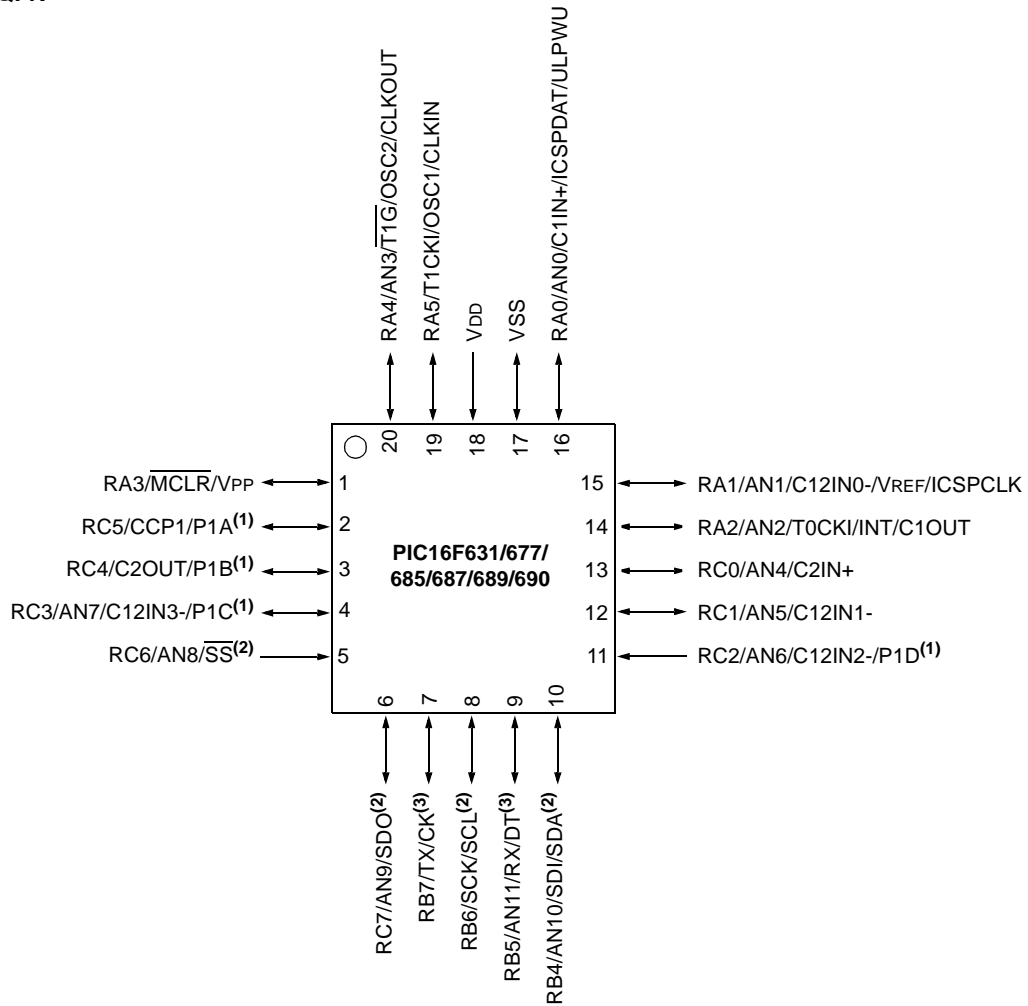 RA4/AN3/T1G/OSC2/CLKOUT
RA5/T1CKI/OSC1/CLKIN
VDD
VSS
RA0/AN0/C1IN+/ICSPDAT/ULPWU
20
19
18
17
16
RA3/MCLR/VPP
1
RC5/CCP1/P1A(1)
2
RC4/C2OUT/P1B(1)
3
RC3/AN7/C12IN3-/P1C(1)
4
RC6/AN8/SS(2)
5
PIC16F631/677/
685/687/689/690
15
RA1/AN1/C12IN0-/VREF/ICSPCLK
14
RA2/AN2/T0CKI/INT/C1OUT
13
RC0/AN4/C2IN+
12
RC1/AN5/C12IN1-
11
RC2/AN6/C12IN2-/P1D(1)
6
7
8
9
10
RC7/AN9/SDO(2)
RB7/TX/CK(3)
RB6/SCK/SCL(2)
RB5/AN11/RX/DT(3)
RB4/AN10/SDI/SDA(2)